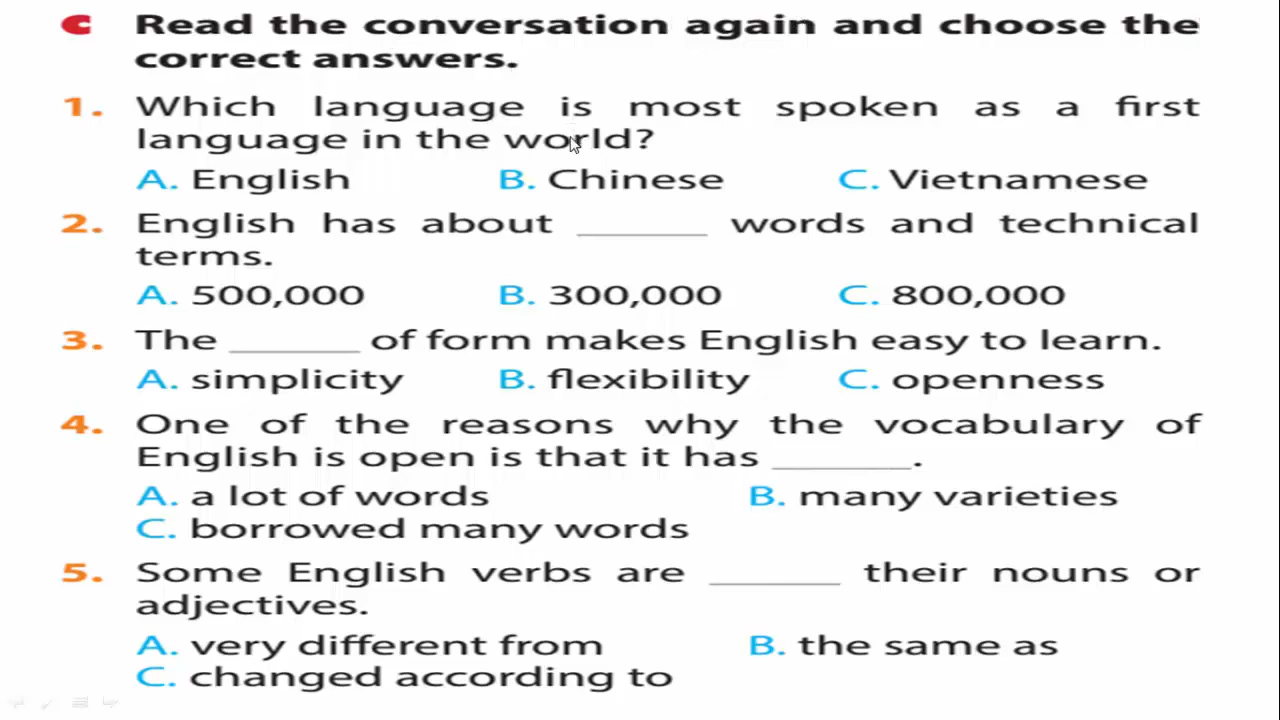 C Read the conversation again and choose the
correct answers.
1. Which language is most spoken as a first
language in the world?
A. English B. Chinese C. Vietnamese
2. English has about ______ words and technical
terms.
A. 500,000 B. 300,000 C. 800,000
3. The ______ of form makes English easy to learn.
A. simplicity B. flexibility C. openness
4. One of the reasons why the vocabulary of
English is open is that it has ______.
A. a lot of words B. many varieties
C. borrowed many words
5. Some English verbs are ______ their nouns or
adjectives.
A. very different from B. the same as
C. changed according to